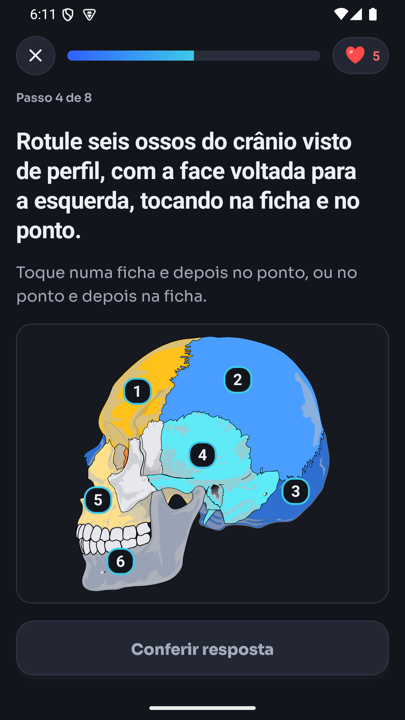 6:11
5
Passo 4 de 8
Rotule seis ossos do crânio visto
de perfil, com a face voltada para
a esquerda, tocando na ficha e no
ponto.
Toque numa ficha e depois no ponto, ou no
ponto e depois na ficha.
1
2
4
3
5
6
Conferir resposta